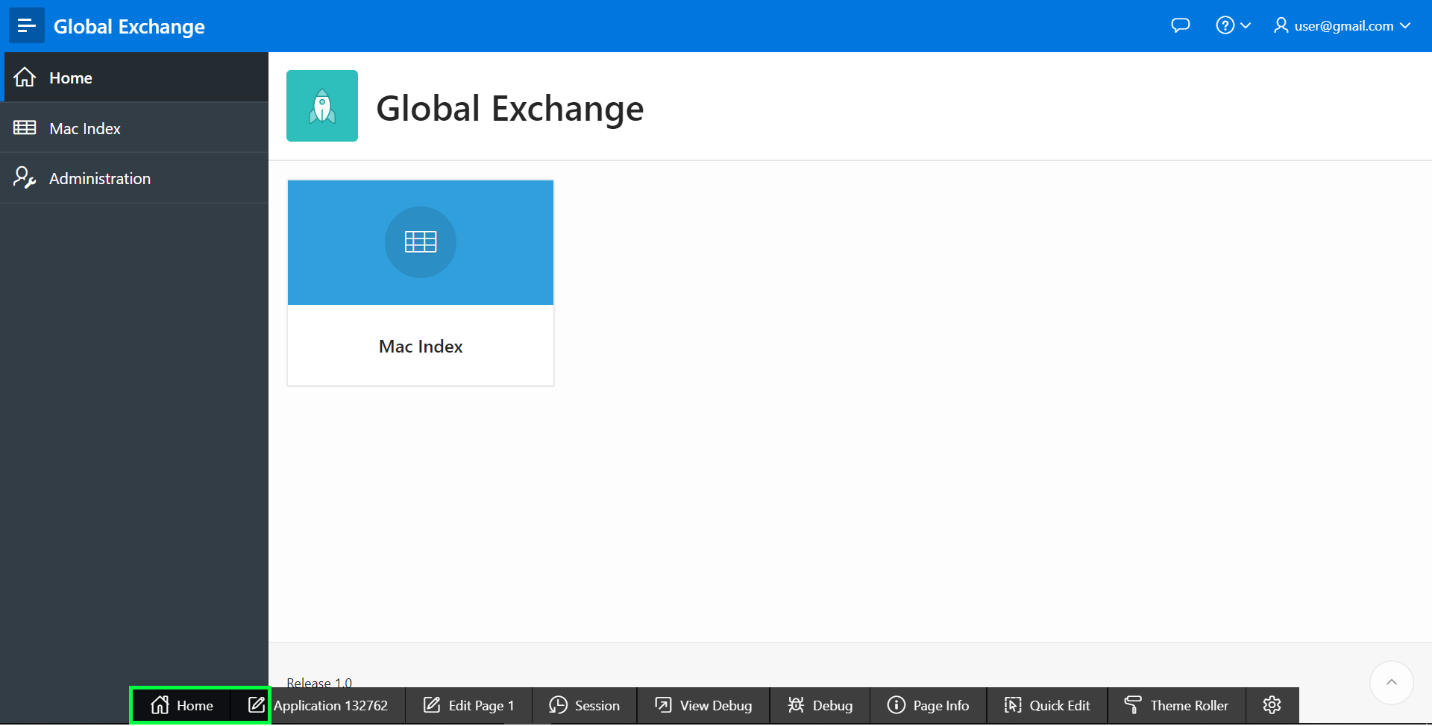 Global Exchange
user@gmail.com
Home
Mac Index
Administration
Global Exchange
Mac Index
Release 1.0
Home
Application 132762
Edit Page 1
Session
View Debug
Debug
Page Info
Quick Edit
Theme Roller